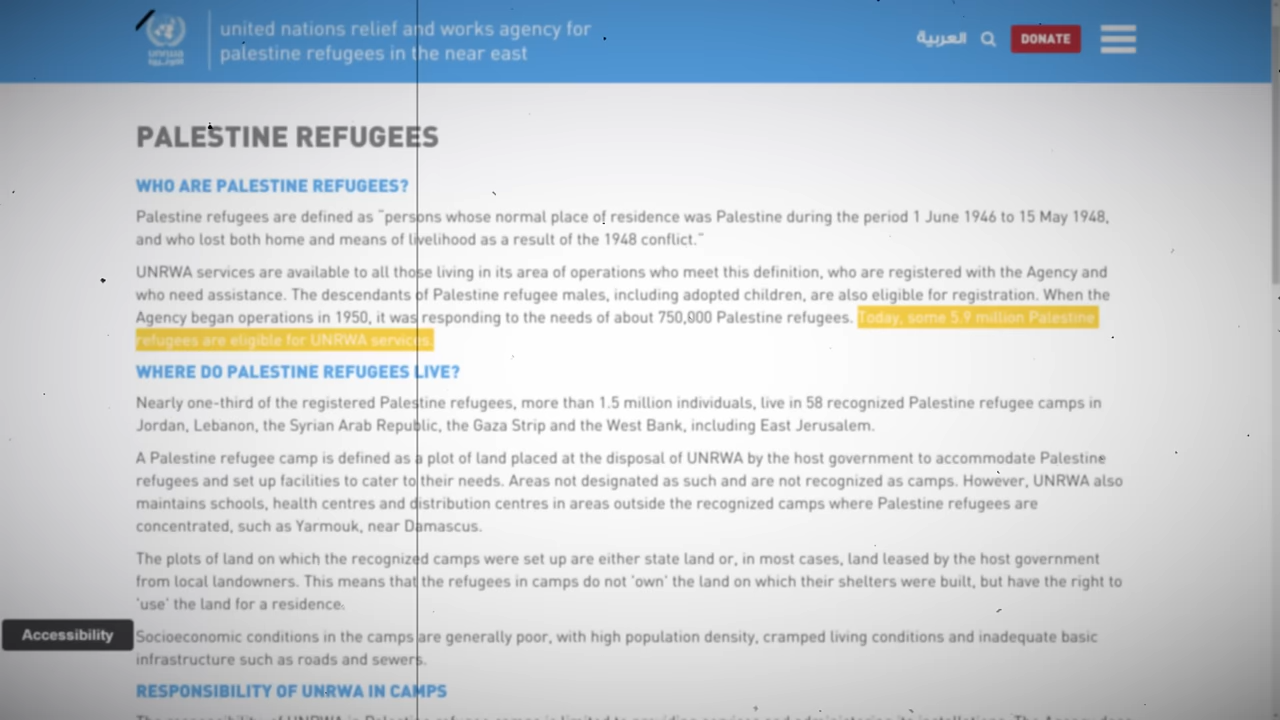 united nations relief and works agency for
palestine refugees in the near east
العربية
DONATE
unrwa
الأونروا
PALESTINE REFUGEES
WHO ARE PALESTINE REFUGEES?
Palestine refugees are defined as “persons whose normal place of residence was Palestine during the period 1 June 1946 to 15 May 1948,
and who lost both home and means of livelihood as a result of the 1948 conflict.”
UNRWA services are available to all those living in its area of operations who meet this definition, who are registered with the Agency and
who need assistance. The descendants of Palestine refugee males, including adopted children, are also eligible for registration. When the
Agency began operations in 1950, it was responding to the needs of about 750,000 Palestine refugees. Today, some 5.9 million Palestine
refugees are eligible for UNRWA services.
WHERE DO PALESTINE REFUGEES LIVE?
Nearly one-third of the registered Palestine refugees, more than 1.5 million individuals, live in 58 recognized Palestine refugee camps in
Jordan, Lebanon, the Syrian Arab Republic, the Gaza Strip and the West Bank, including East Jerusalem.
A Palestine refugee camp is defined as a plot of land placed at the disposal of UNRWA by the host government to accommodate Palestine
refugees and set up facilities to cater to their needs. Areas not designated as such and are not recognized as camps. However, UNRWA also
maintains schools, health centres and distribution centres in areas outside the recognized camps where Palestine refugees are
concentrated, such as Yarmouk, near Damascus.
The plots of land on which the recognized camps were set up are either state land or, in most cases, land leased by the host government
from local landowners. This means that the refugees in camps do not 'own' the land on which their shelters were built, but have the right to
'use' the land for a residence.
Accessibility
Socioeconomic conditions in the camps are generally poor, with high population density, cramped living conditions and inadequate basic
infrastructure such as roads and sewers.
RESPONSIBILITY OF UNRWA IN CAMPS